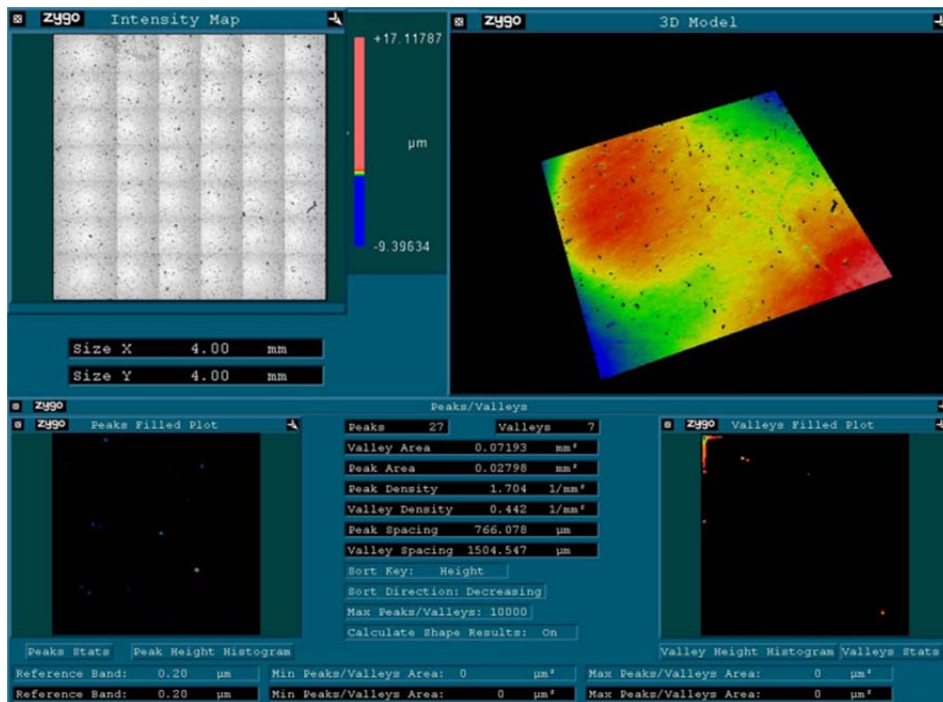 zygo Intensity Map
+17.11787
µm
-9.39634
zygo 3D Model
Size X 4.00 mm
Size Y 4.00 mm
zygo Peaks/Valleys
zygo Peaks Filled Plot
Peaks 27 Valleys 7
Valley Area 0.07193 mm²
Peak Area 0.02798 mm²
Peak Density 1.704 1/mm²
Valley Density 0.442 1/mm²
Peak Spacing 766.078 µm
Valley Spacing 1504.547 µm
Sort Key: Height
Sort Direction: Decreasing
Max Peaks/Valleys: 10000
Calculate Shape Results: On
zygo Valleys Filled Plot
Peaks Stats Peak Height Histogram
Valley Height Histogram Valleys Stats
Reference Band: 0.20 µm Min Peaks/Valleys Area: 0 µm² Max Peaks/Valleys Area: 0 µm²
Reference Band: 0.20 µm Min Peaks/Valleys Area: 0 µm² Max Peaks/Valleys Area: 0 µm²